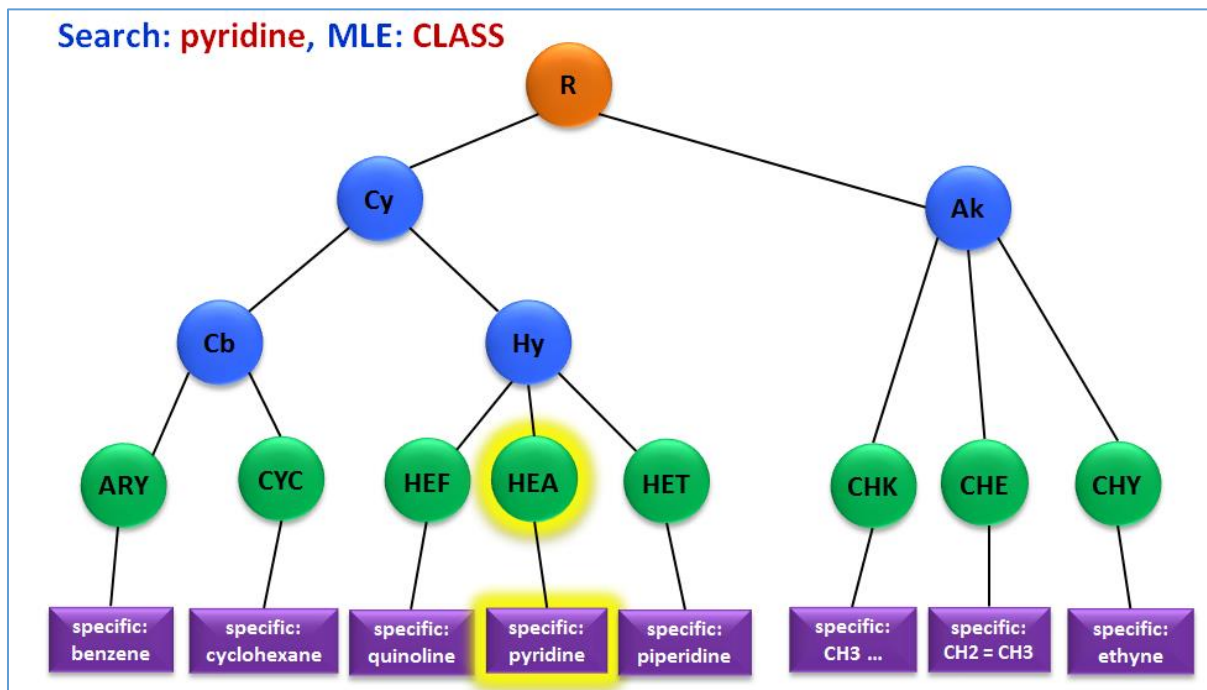 Search: pyridine, MLE: CLASS
R
Cy
Ak
Cb
Hy
ARY
CYC
HEF
HEA
HET
CHK
CHE
CHY
specific:
benzene
specific:
cyclohexane
specific:
quinoline
specific:
pyridine
specific:
piperidine
specific:
CH3 ...
specific:
CH2 = CH3
specific:
ethyne